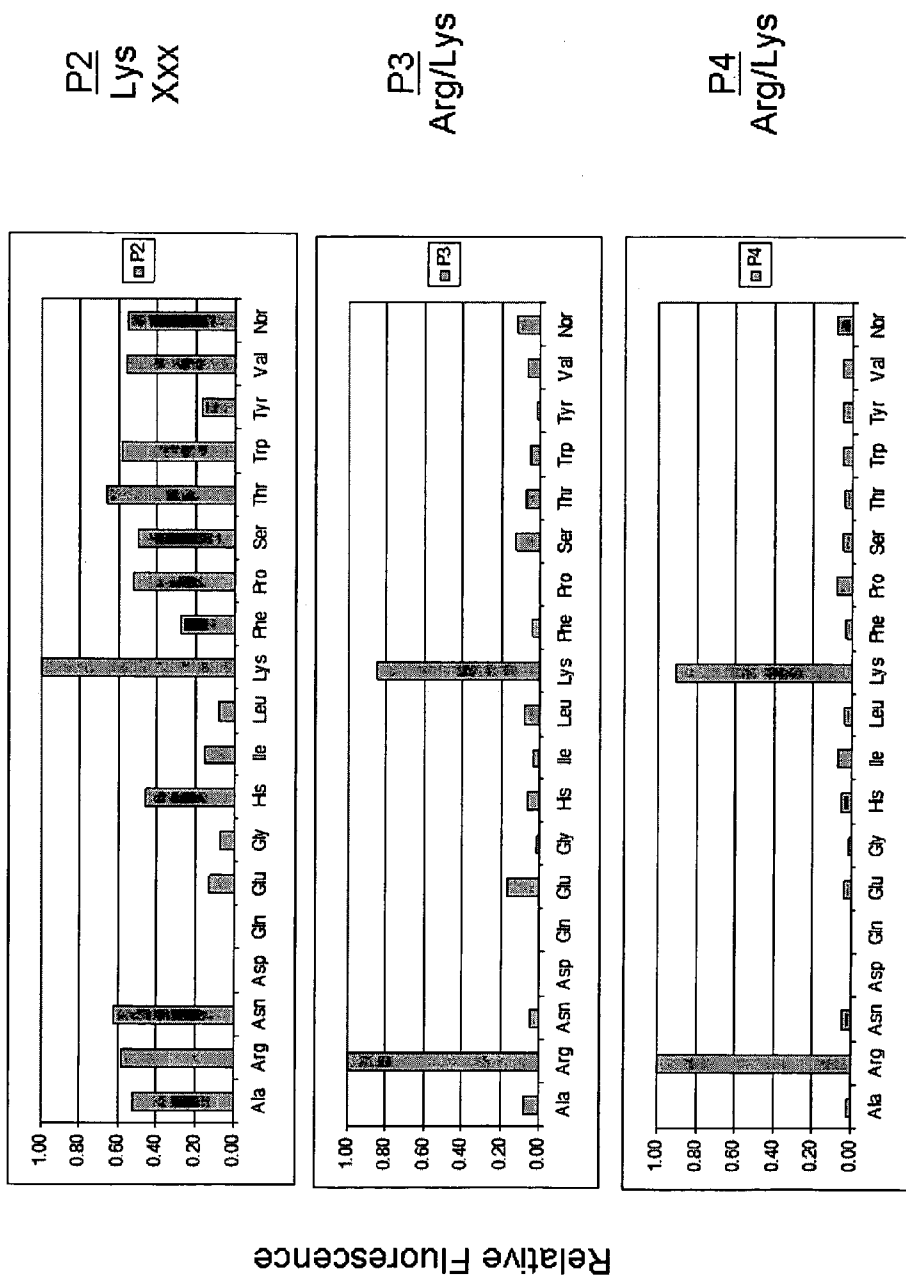 Relative Fluorescence
1.00
0.80
0.60
0.40
0.20
0.00
Ala Arg Asn Asp Gln Glu Gly His Ile Leu Lys Phe Pro Ser Thr Trp Tyr Val Nor
P2
P2
Lys
Xxx
1.00
0.80
0.60
0.40
0.20
0.00
Ala Arg Asn Asp Gln Glu Gly His Ile Leu Lys Phe Pro Ser Thr Trp Tyr Val Nor
P3
P3
Arg/Lys
1.00
0.80
0.60
0.40
0.20
0.00
Ala Arg Asn Asp Gln Glu Gly His Ile Leu Lys Phe Pro Ser Thr Trp Tyr Val Nor
P4
P4
Arg/Lys